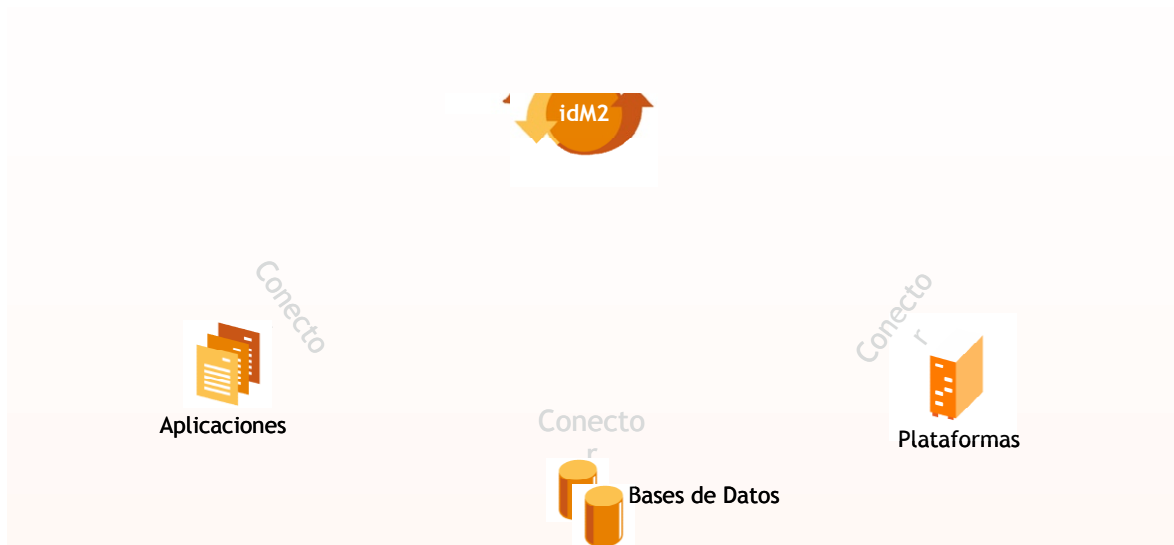 idM2
Conecto
Conecto
r
Aplicaciones
Conecto
r
Plataformas
Bases de Datos